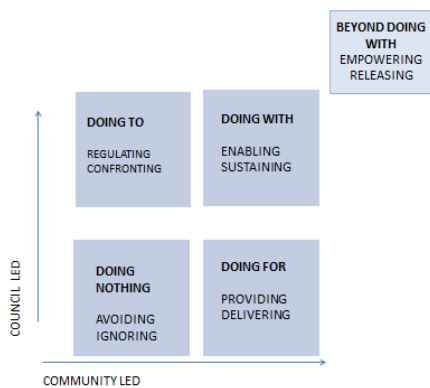 BEYOND DOING
WITH
EMPOWERING
RELEASING
DOING TO
REGULATING
CONFRONTING
DOING WITH
ENABLING
SUSTAINING
DOING
NOTHING
AVOIDING
IGNORING
DOING FOR
PROVIDING
DELIVERING
COUNCIL LED
COMMUNITY LED